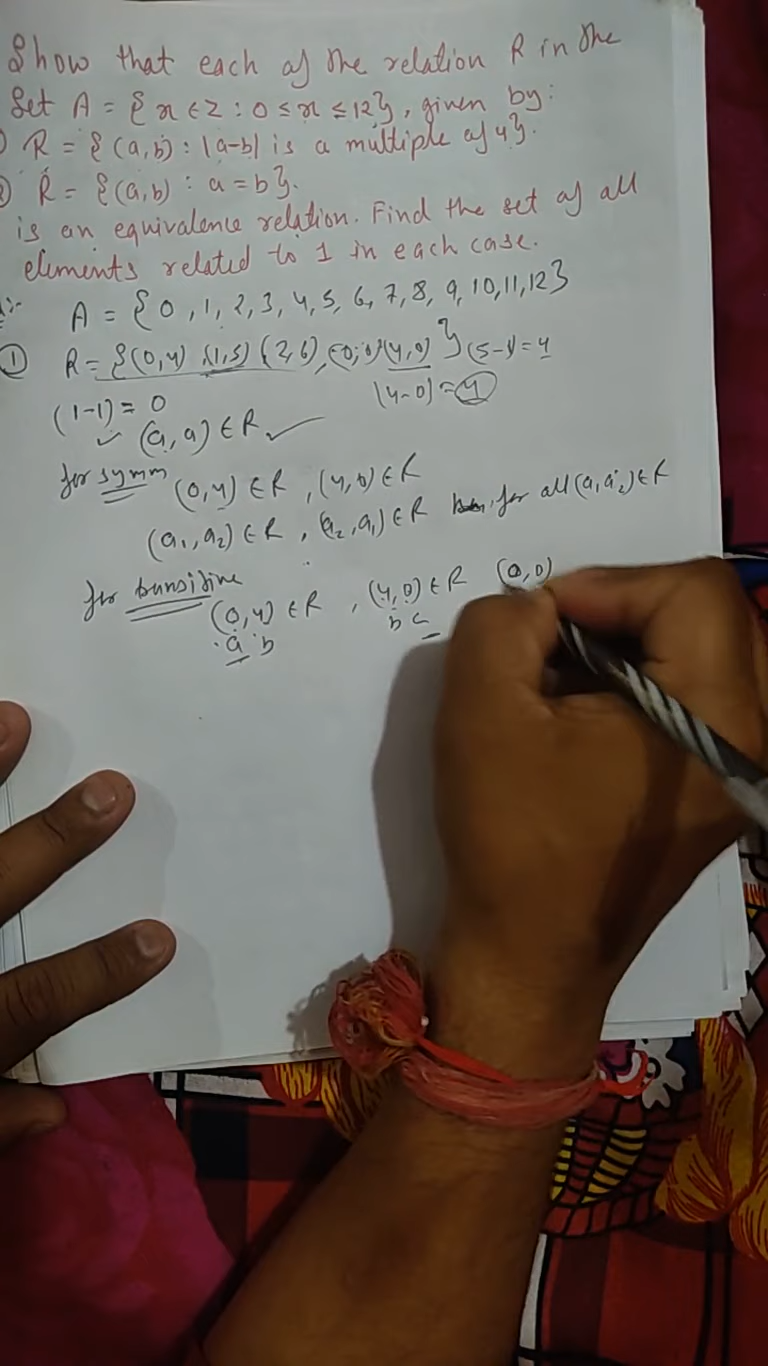 Show that each of the relation R in the
Set A = { x ∈ Z : 0 ≤ x ≤ 12}, given by:
) R = { (a,b) : |a-b| is a multiple of 4}.
2) R = {(a,b) : a = b}.
is an equivalence relation. Find the set of all
elements related to 1 in each case.
A = { 0, 1, 2, 3, 4, 5, 6, 7, 8, 9, 10, 11, 12 }
① R = { (0,4) , (1,5) (2,6), (0,0) (4,0) } (5-1) = 4
(1-1) = 0 |4-0| = 4
✓ (a, a) ∈ R ✓
for symm (0,4) ∈ R , (4,0) ∈ R
(a₁, a₂) ∈ R , (a₂, a₁) ∈ R for all (a₁, a₂) ∈ R
for transitive (0,4) ∈ R , (4,0) ∈ R (0,0)
a b b c